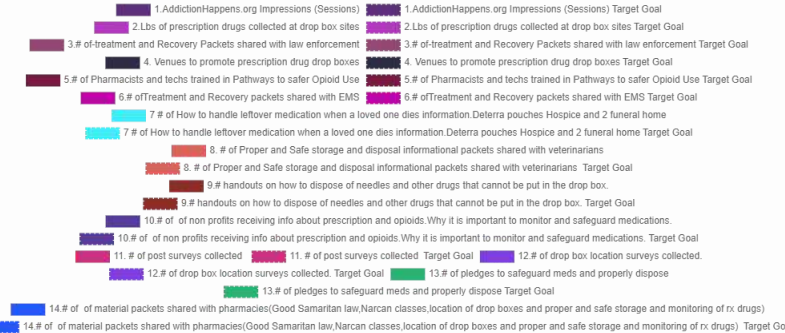 1.AddictionHappens.org Impressions (Sessions) 1.AddictionHappens.org Impressions (Sessions) Target Goal
2.Lbs of prescription drugs collected at drop box sites 2.Lbs of prescription drugs collected at drop box sites Target Goal
3.# of-treatment and Recovery Packets shared with law enforcement 3.# of-treatment and Recovery Packets shared with law enforcement Target Goal
4. Venues to promote prescription drug drop boxes 4. Venues to promote prescription drug drop boxes Target Goal
5.# of Pharmacists and techs trained in Pathways to safer Opioid Use 5.# of Pharmacists and techs trained in Pathways to safer Opioid Use Target Goal
6.# ofTreatment and Recovery packets shared with EMS 6.# ofTreatment and Recovery packets shared with EMS Target Goal
7 # of How to handle leftover medication when a loved one dies information.Deterra pouches Hospice and 2 funeral home
7 # of How to handle leftover medication when a loved one dies information.Deterra pouches Hospice and 2 funeral home Target Goal
8. # of Proper and Safe storage and disposal informational packets shared with veterinarians
8. # of Proper and Safe storage and disposal informational packets shared with veterinarians Target Goal
9.# handouts on how to dispose of needles and other drugs that cannot be put in the drop box.
9.# handouts on how to dispose of needles and other drugs that cannot be put in the drop box. Target Goal
10.# of of non profits receiving info about prescription and opioids.Why it is important to monitor and safeguard medications.
10.# of of non profits receiving info about prescription and opioids.Why it is important to monitor and safeguard medications. Target Goal
11. # of post surveys collected 11. # of post surveys collected Target Goal 12.# of drop box location surveys collected.
12.# of drop box location surveys collected. Target Goal 13.# of pledges to safeguard meds and properly dispose
13.# of pledges to safeguard meds and properly dispose Target Goal
14.# of of material packets shared with pharmacies(Good Samaritan law,Narcan classes,location of drop boxes and proper and safe storage and monitoring of rx drugs)
14.# of of material packets shared with pharmacies(Good Samaritan law,Narcan classes,location of drop boxes and proper and safe storage and monitoring of rx drugs) Target Go